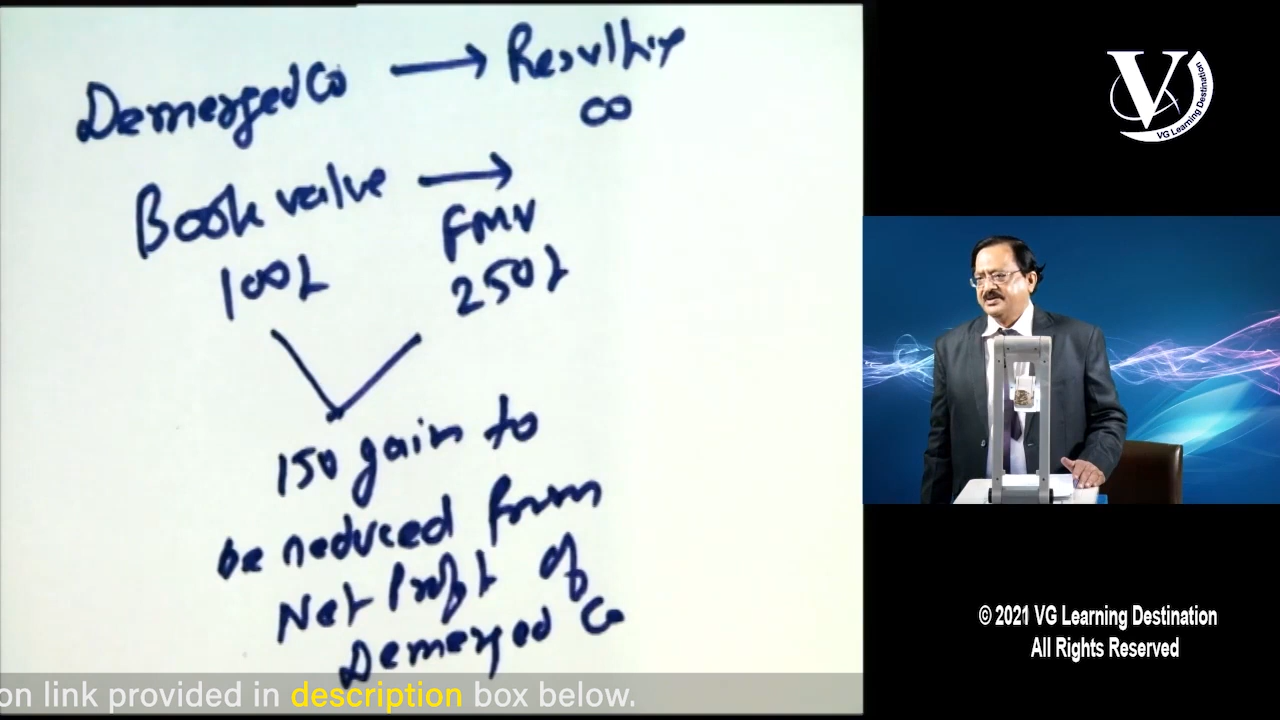 Demerged Co → Resulting
Co
Book value →
FMV
100L 250L
150 gain to
be reduced from
Net Profit of
Demerged Co
on link provided in description box below.
V
VG Learning Destination
© 2021 VG Learning Destination
All Rights Reserved